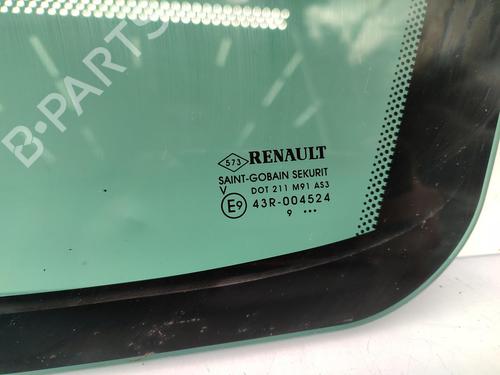 B-PARTS
573 RENAULT
SAINT-GOBAIN SEKURIT
V DOT 211 M91 AS3
E9 43R-004524
9 •••